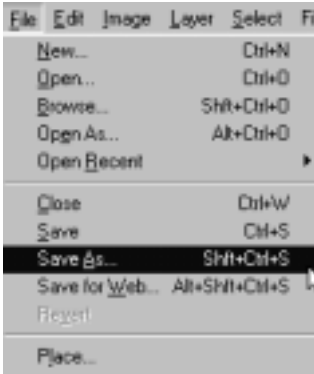 File Edit Image Layer Select Fi
New... Ctrl+N
Open... Ctrl+O
Browse... Shft+Ctrl+O
Open As... Alt+Ctrl+O
Open Recent
Close Ctrl+W
Save Ctrl+S
Save As... Shft+Ctrl+S
Save for Web... Alt+Shft+Ctrl+S
Revert
Place...